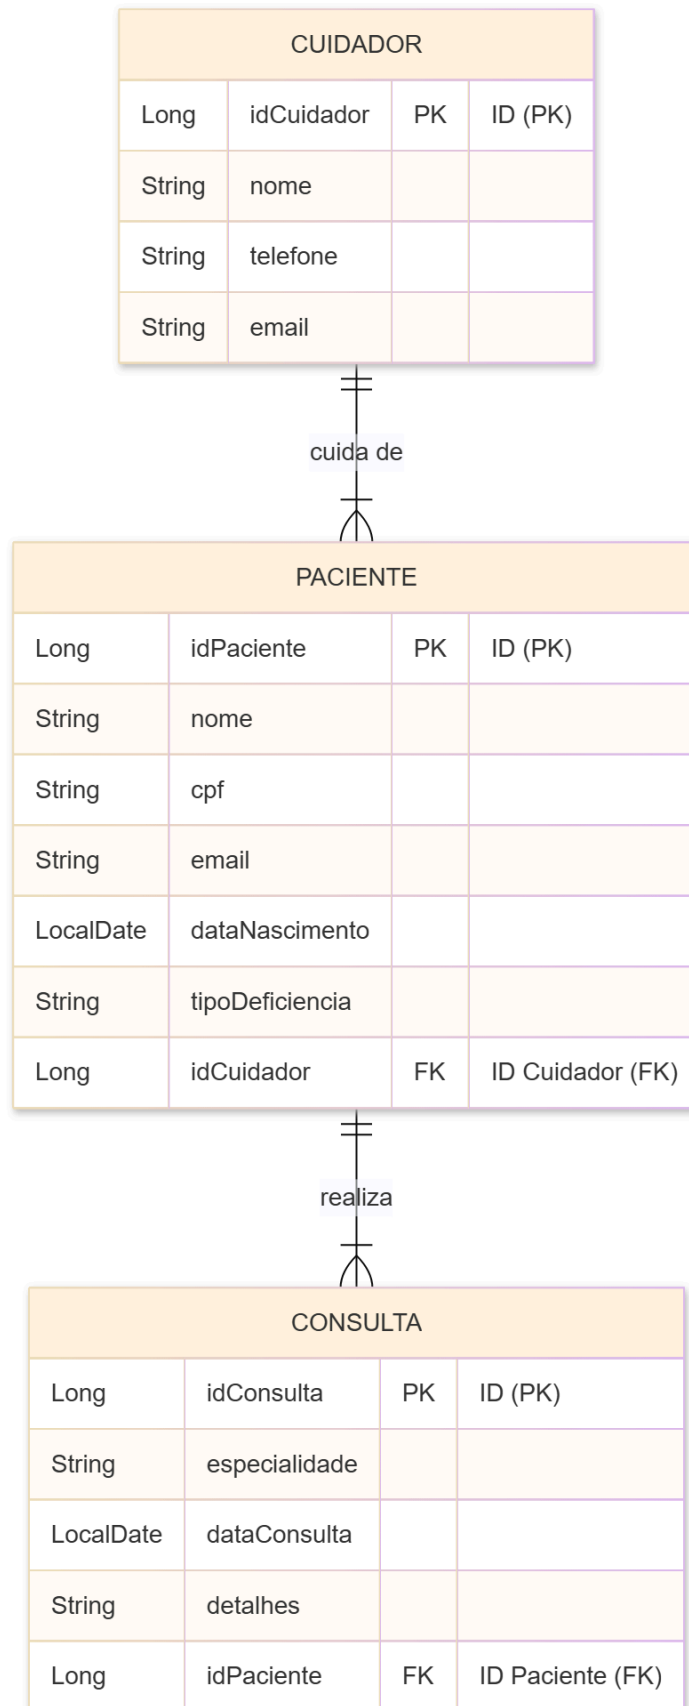 CUIDADOR
Long idCuidador PK ID (PK)
String nome
String telefone
String email
cuida de
PACIENTE
Long idPaciente PK ID (PK)
String nome
String cpf
String email
LocalDate dataNascimento
String tipoDeficiencia
Long idCuidador FK ID Cuidador (FK)
realiza
CONSULTA
Long idConsulta PK ID (PK)
String especialidade
LocalDate dataConsulta
String detalhes
Long idPaciente FK ID Paciente (FK)